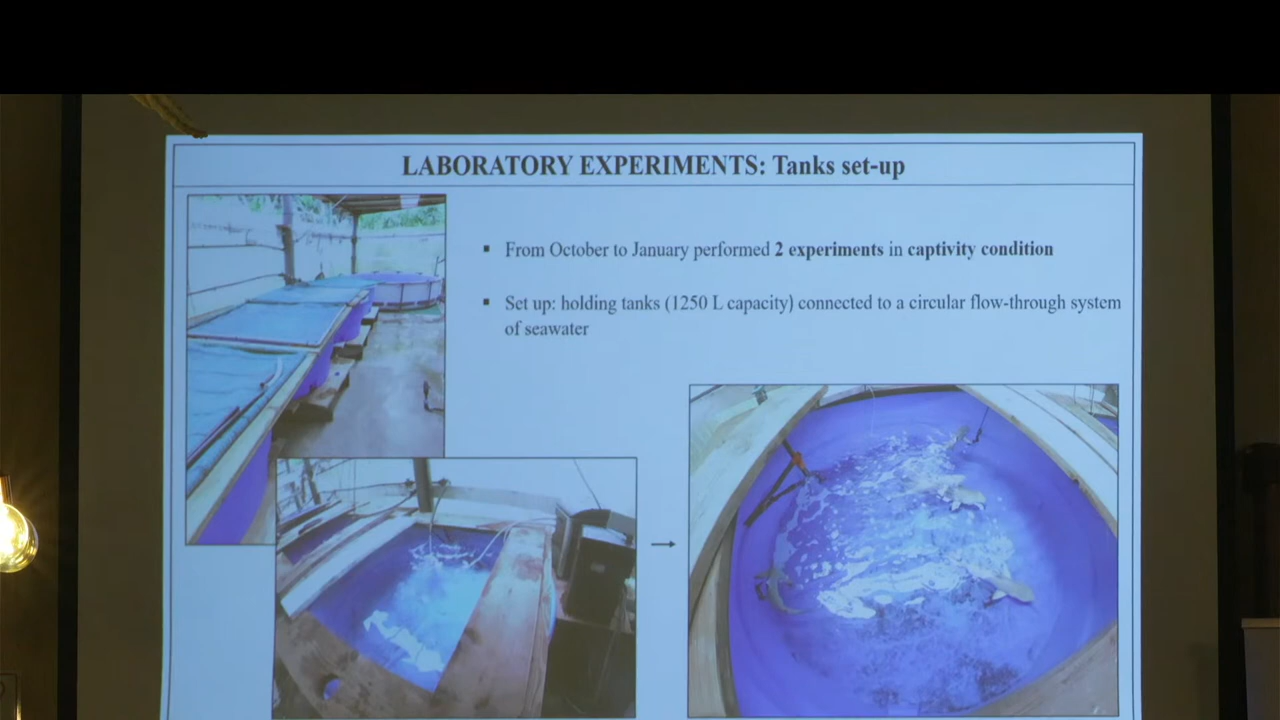 LABORATORY EXPERIMENTS: Tanks set-up
▪ From October to January performed 2 experiments in captivity condition
▪ Set up: holding tanks (1250 L capacity) connected to a circular flow-through system
of seawater